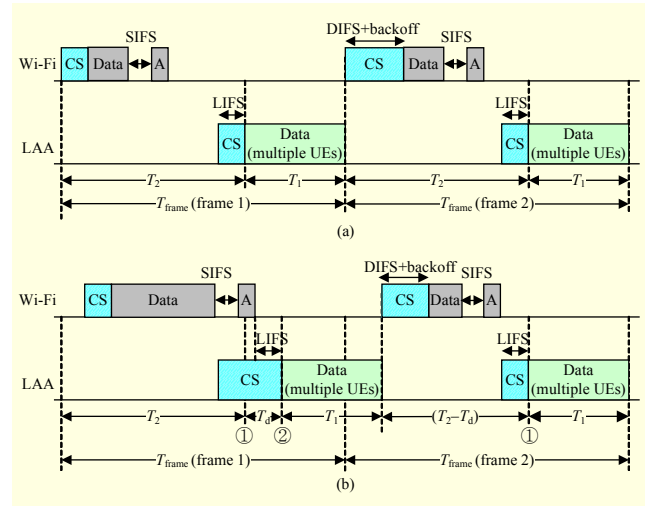 DIFS+backoff
SIFS SIFS
Wi-Fi CS Data A CS Data A
LIFS LIFS
LAA CS Data (multiple UEs) CS Data (multiple UEs)
T2 T1 T2 T1
Tframe (frame 1) Tframe (frame 2)
(a)
SIFS DIFS+backoff SIFS
Wi-Fi CS Data A CS Data A
LIFS LIFS
LAA CS Data (multiple UEs) CS Data (multiple UEs)
T2 Td T1 (T2−Td) T1
① ② ①
Tframe (frame 1) Tframe (frame 2)
(b)